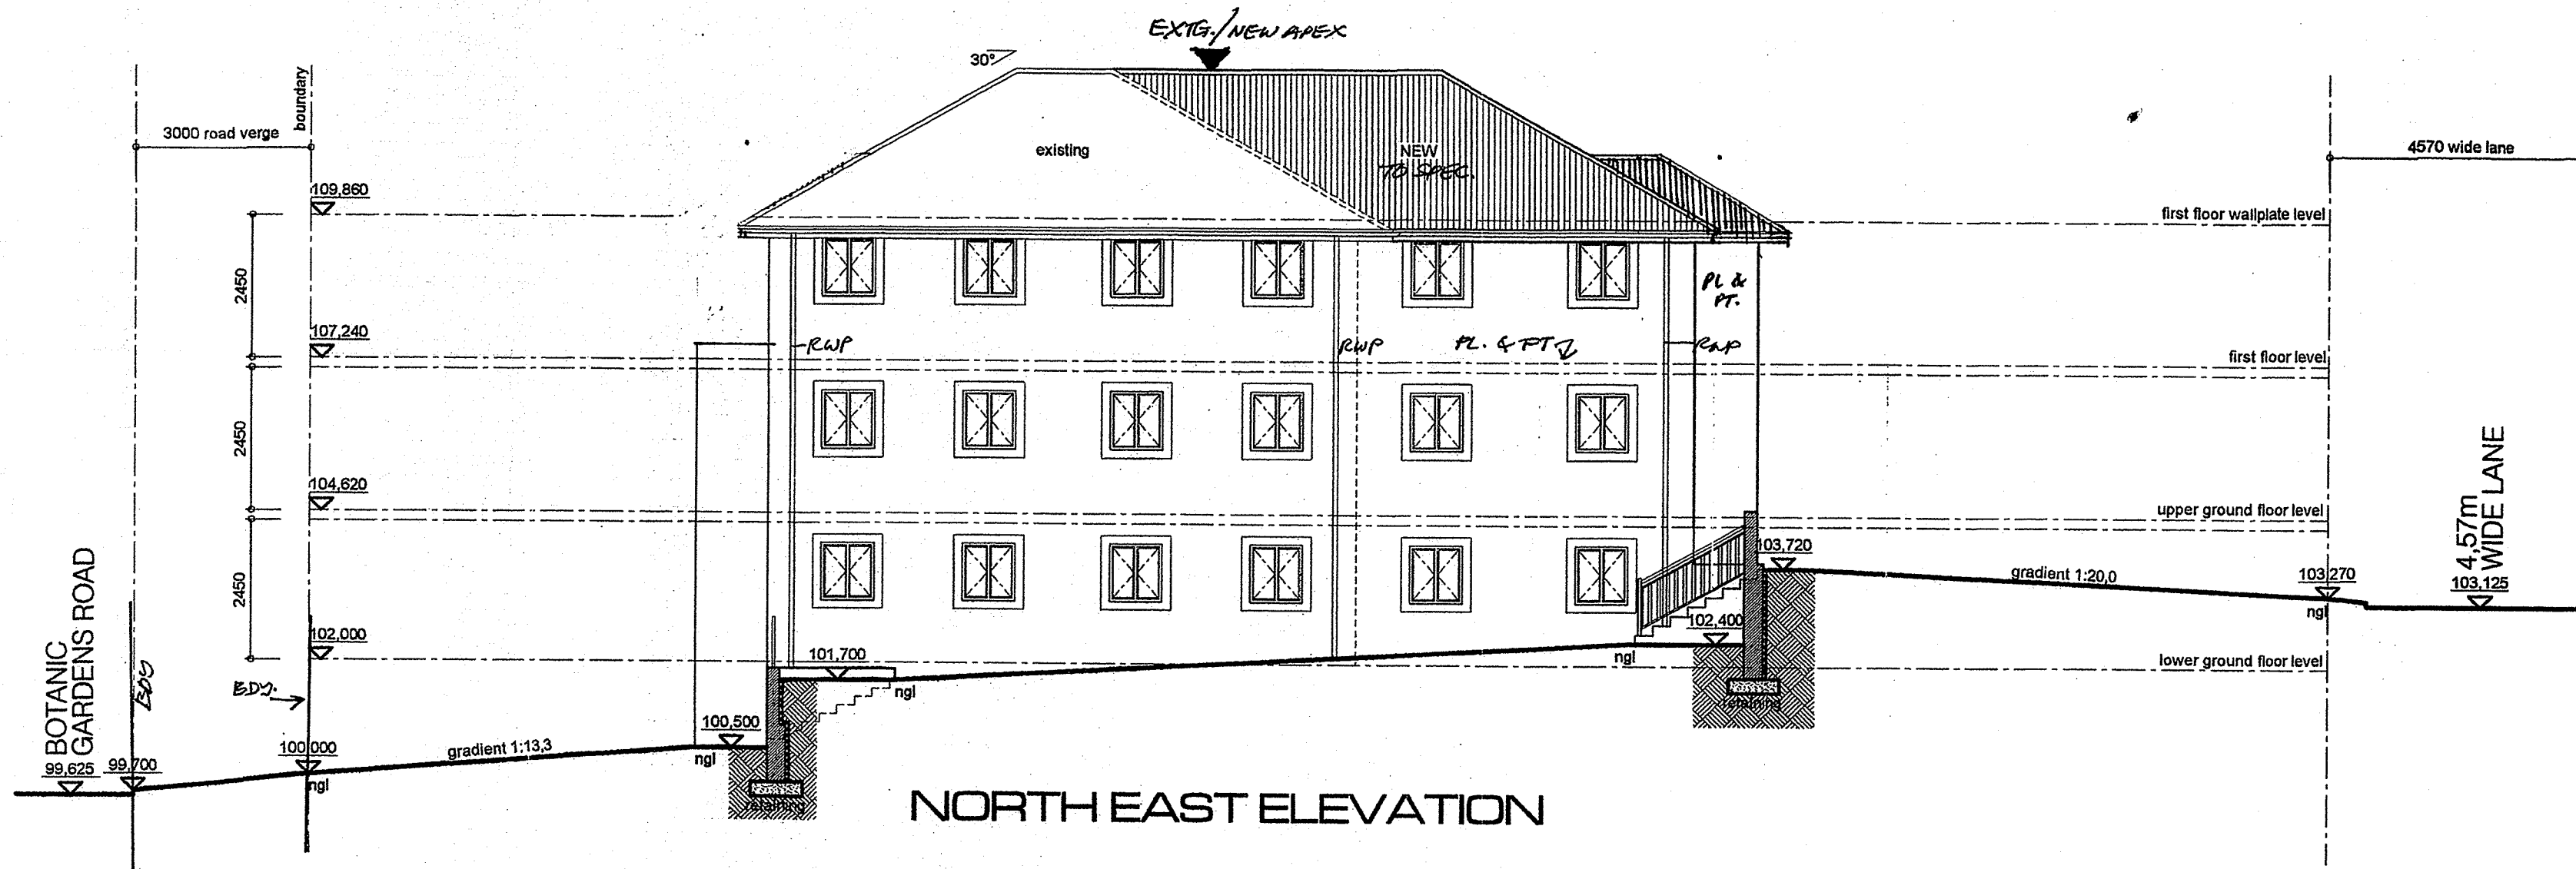 EXTG./NEW APEX
30°
boundary
3000 road verge
existing
NEW
TO SPEC.
4570 wide lane
109,860
first floor wallplate level
2450
PL &
PT.
107,240
RWP
RWP
PL. & PT
RWP
first floor level
2450
104,620
upper ground floor level
103,720
gradient 1:20,0
103,270
ngl
4,57m
WIDE LANE
103,125
2450
102,000
102,400
101,700
ngl
ngl
lower ground floor level
BOTANIC
GARDENS ROAD
BDY
BDY.
retaining
100,500
ngl
100,000
ngl
gradient 1:13,3
99,625
99,700
retaining
NORTH EAST ELEVATION